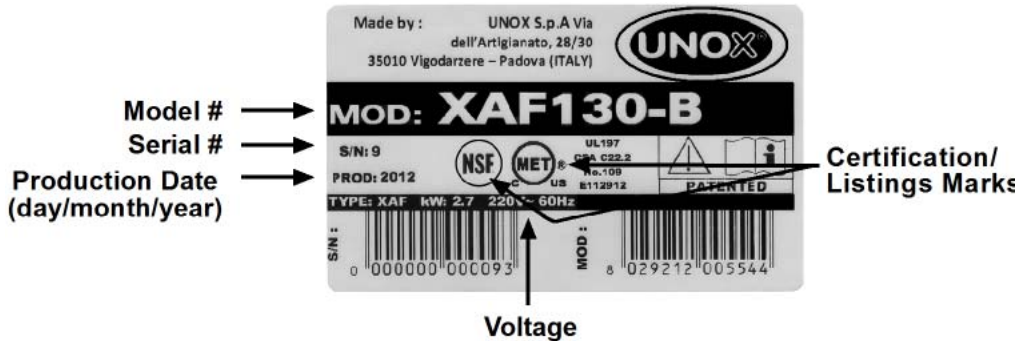 Made by : UNOX S.p.A Via
dell'Artigianato, 28/30
35010 Vigodarzere – Padova (ITALY)
UNOX®
Model #
MOD: XAF130-B
Serial #
S/N: 9
Production Date
(day/month/year)
PROD: 2012
NSF
MET ®
C US
UL197
CSA C22.2
No.109
E112912
PATENTED
Certification/
Listings Marks
TYPE: XAF kW: 2.7 220V~ 60Hz
S/N :
0 000000 000093
MOD :
8 029212 005544
Voltage